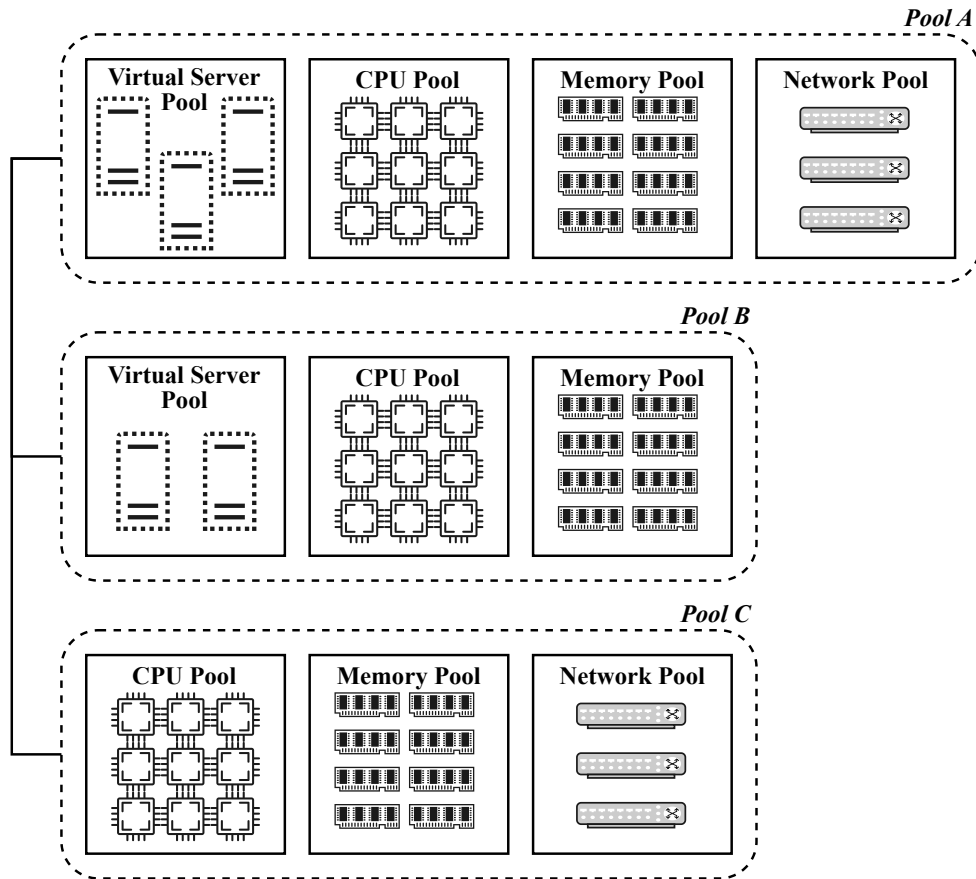 Pool A
Virtual Server
Pool
CPU Pool
Memory Pool
Network Pool
Pool B
Virtual Server
Pool
CPU Pool
Memory Pool
Pool C
CPU Pool
Memory Pool
Network Pool